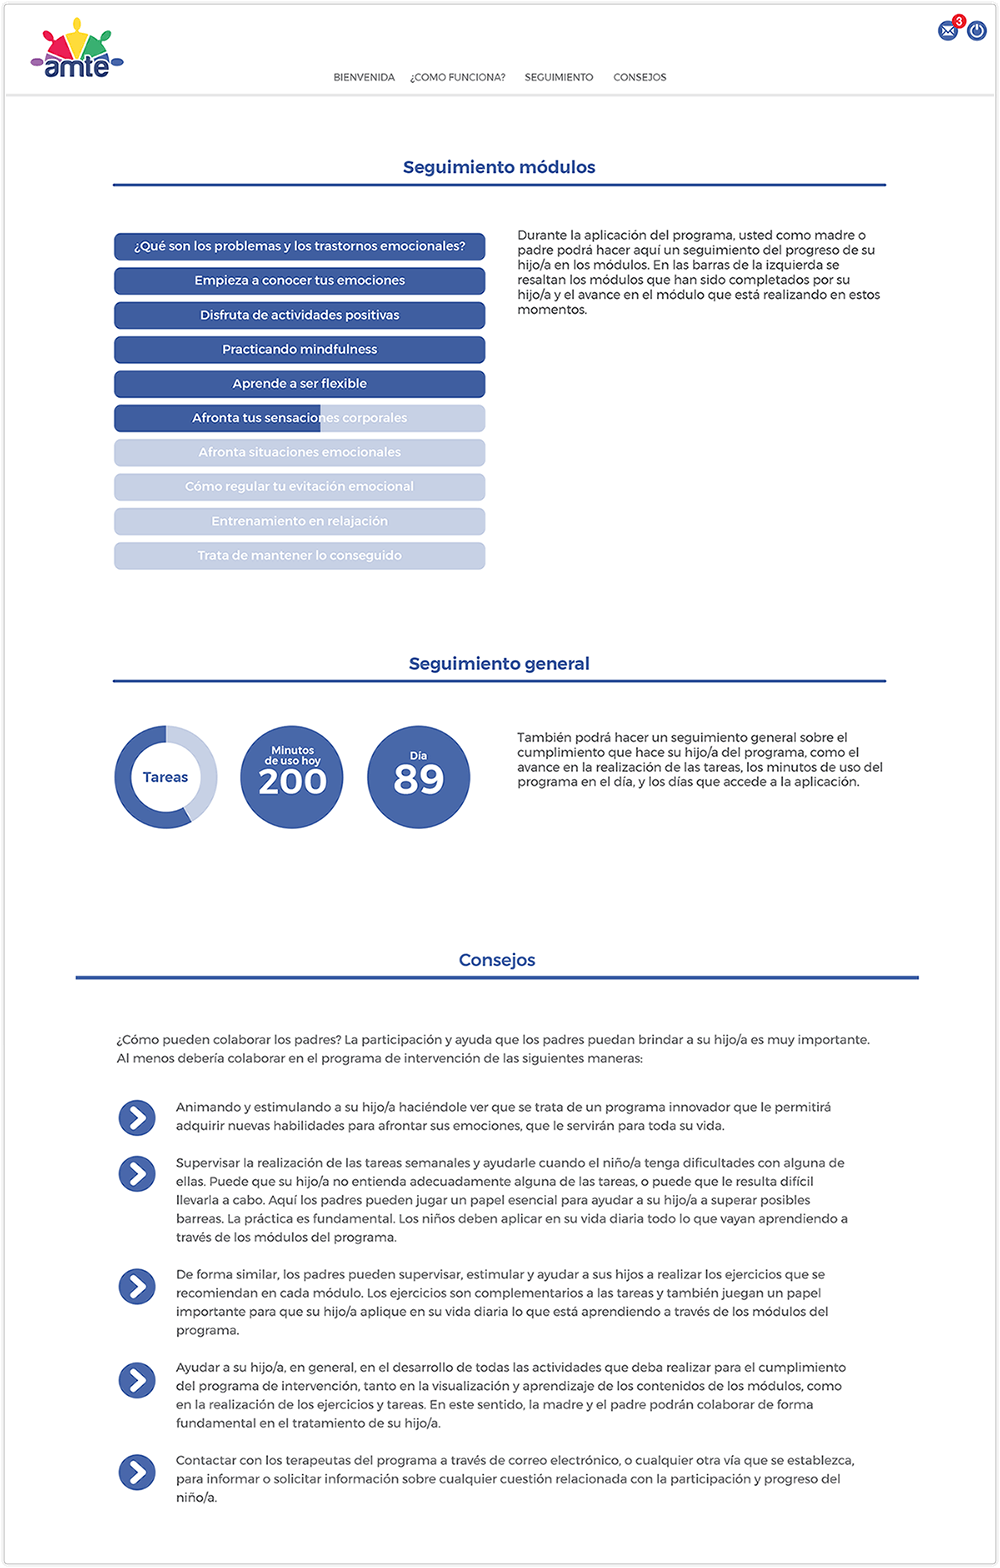 amte
3
BIENVENIDA
¿COMO FUNCIONA?
SEGUIMIENTO
CONSEJOS
Seguimiento módulos
¿Qué son los problemas y los trastornos emocionales?
Empieza a conocer tus emociones
Disfruta de actividades positivas
Practicando mindfulness
Aprende a ser flexible
Afronta tus sensaciones corporales
Afronta situaciones emocionales
Cómo regular tu evitación emocional
Entrenamiento en relajación
Trata de mantener lo conseguido
Durante la aplicación del programa, usted como madre o
padre podrá hacer aquí un seguimiento del progreso de su
hijo/a en los módulos. En las barras de la izquierda se
resaltan los módulos que han sido completados por su
hijo/a y el avance en el módulo que está realizando en estos
momentos.
Seguimiento general
Tareas
Minutos
de uso hoy
200
Día
89
También podrá hacer un seguimiento general sobre el
cumplimiento que hace su hijo/a del programa, como el
avance en la realización de las tareas, los minutos de uso del
programa en el día, y los días que accede a la aplicación.
Consejos
¿Cómo pueden colaborar los padres? La participación y ayuda que los padres puedan brindar a su hijo/a es muy importante.
Al menos debería colaborar en el programa de intervención de las siguientes maneras:
Animando y estimulando a su hijo/a haciéndole ver que se trata de un programa innovador que le permitirá
adquirir nuevas habilidades para afrontar sus emociones, que le servirán para toda su vida.
Supervisar la realización de las tareas semanales y ayudarle cuando el niño/a tenga dificultades con alguna de
ellas. Puede que su hijo/a no entienda adecuadamente alguna de las tareas, o puede que le resulta difícil
llevarla a cabo. Aquí los padres pueden jugar un papel esencial para ayudar a su hijo/a a superar posibles
barreas. La práctica es fundamental. Los niños deben aplicar en su vida diaria todo lo que vayan aprendiendo a
través de los módulos del programa.
De forma similar, los padres pueden supervisar, estimular y ayudar a sus hijos a realizar los ejercicios que se
recomiendan en cada módulo. Los ejercicios son complementarios a las tareas y también juegan un papel
importante para que su hijo/a aplique en su vida diaria lo que está aprendiendo a través de los módulos del
programa.
Ayudar a su hijo/a, en general, en el desarrollo de todas las actividades que deba realizar para el cumplimiento
del programa de intervención, tanto en la visualización y aprendizaje de los contenidos de los módulos, como
en la realización de los ejercicios y tareas. En este sentido, la madre y el padre podrán colaborar de forma
fundamental en el tratamiento de su hijo/a.
Contactar con los terapeutas del programa a través de correo electrónico, o cualquier otra vía que se establezca,
para informar o solicitar información sobre cualquier cuestión relacionada con la participación y progreso del
niño/a.